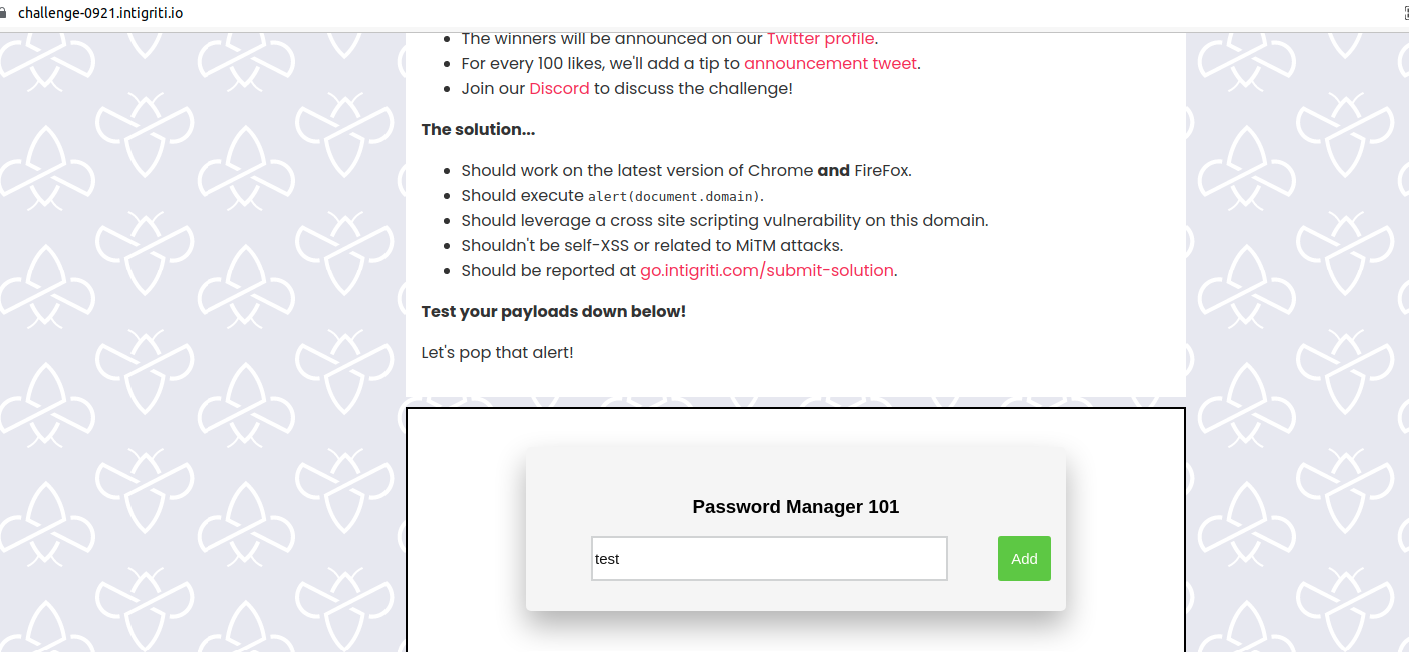 challenge-0921.intigriti.io
The winners will be announced on our Twitter profile.
For every 100 likes, we'll add a tip to announcement tweet.
Join our Discord to discuss the challenge!
The solution...
Should work on the latest version of Chrome and FireFox.
Should execute alert(document.domain).
Should leverage a cross site scripting vulnerability on this domain.
Shouldn't be self-XSS or related to MiTM attacks.
Should be reported at go.intigriti.com/submit-solution.
Test your payloads down below!
Let's pop that alert!
Password Manager 101
test
Add